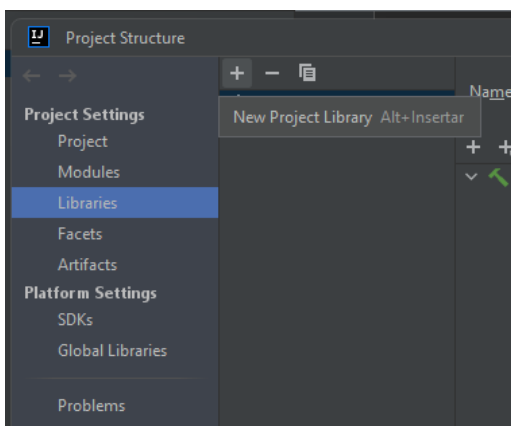 IJ
Project Structure
Project Settings
Project
Modules
Libraries
Facets
Artifacts
Platform Settings
SDKs
Global Libraries
Problems
New Project Library Alt+Insertar
Name